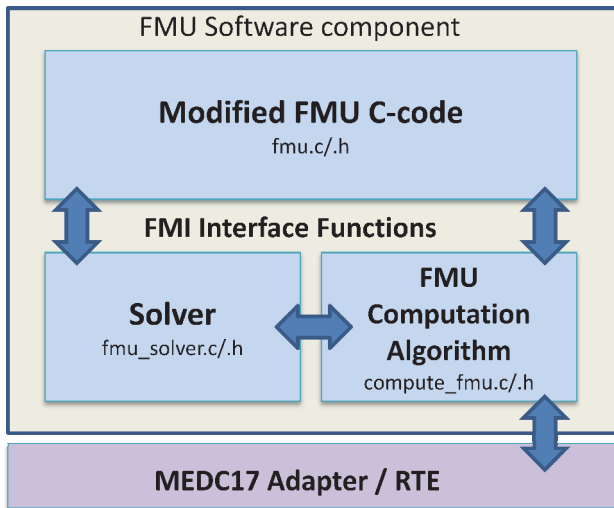 FMU Software component
Modified FMU C-code
fmu.c/.h
FMI Interface Functions
Solver
fmu_solver.c/.h
FMU
Computation
Algorithm
compute_fmu.c/.h
MEDC17 Adapter / RTE